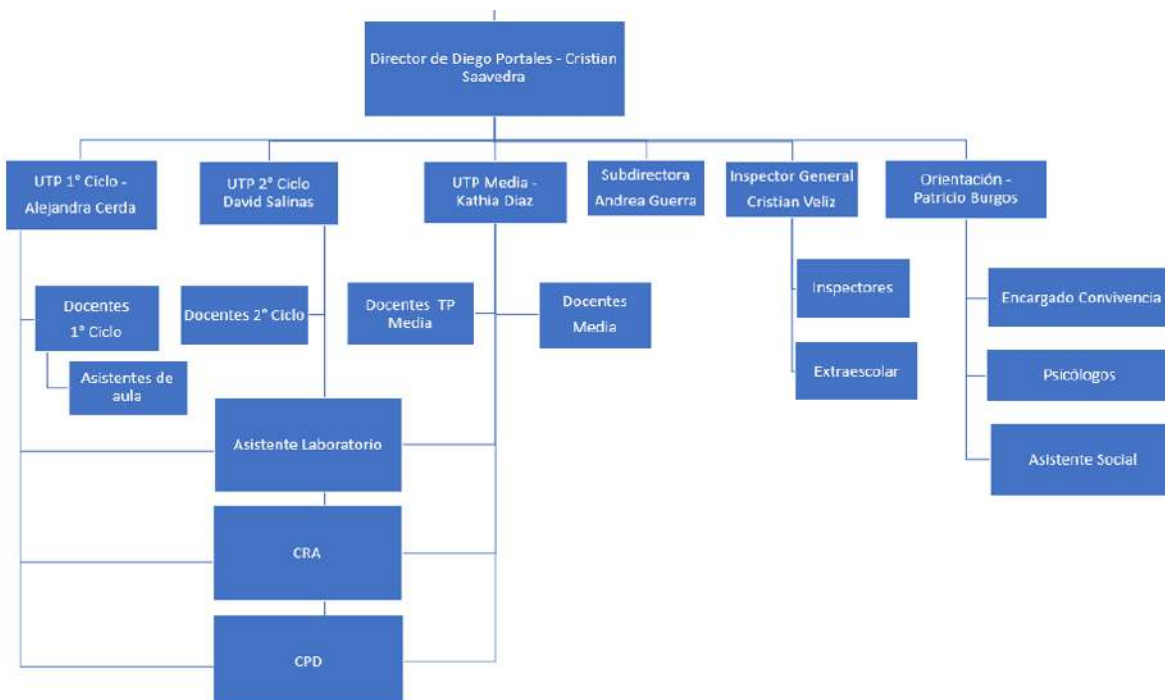 Director de Diego Portales - Cristian
Saavedra
UTP 1° Ciclo -
Alejandra Cerda
UTP 2° Ciclo
David Salinas
UTP Media -
Kathia Diaz
Subdirectora
Andrea Guerra
Inspector General
Cristian Veliz
Orientación -
Patricio Burgos
Docentes
1° Ciclo
Asistentes de
aula
Docentes 2° Ciclo
Docentes TP
Media
Docentes
Media
Inspectores
Extraescolar
Encargado Convivencia
Psicólogos
Asistente Social
Asistente Laboratorio
CRA
CPD